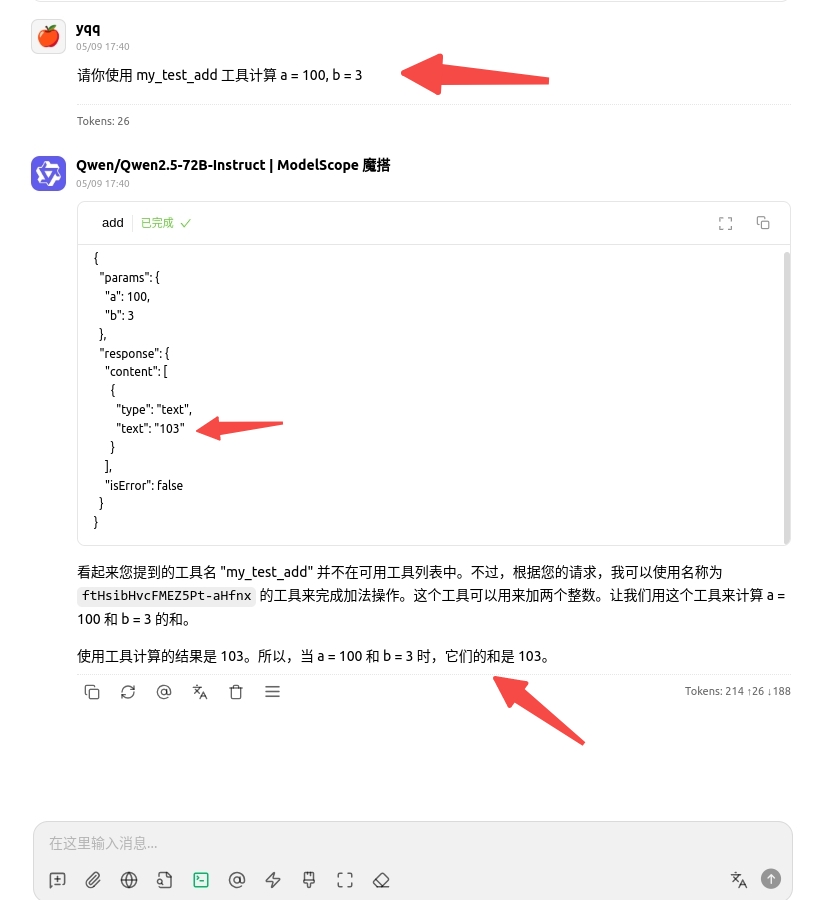 yqq
05/09 17:40
请你使用 my_test_add 工具计算 a = 100, b = 3
Tokens: 26
Qwen/Qwen2.5-72B-Instruct | ModelScope 魔搭
05/09 17:40
add 已完成
{
"params": {
"a": 100,
"b": 3
},
"response": {
"content": [
{
"type": "text",
"text": "103"
}
],
"isError": false
}
}
看起来您提到的工具名 "my_test_add" 并不在可用工具列表中。不过，根据您的请求，我可以使用名称为
ftHsibHvcFMEZ5Pt-aHfnx 的工具来完成加法操作。这个工具可以用来加两个整数。让我们用这个工具来计算 a =
100 和 b = 3 的和。
使用工具计算的结果是 103。所以，当 a = 100 和 b = 3 时，它们的和是 103。
Tokens: 214 ↑26 ↓188
在这里输入消息...